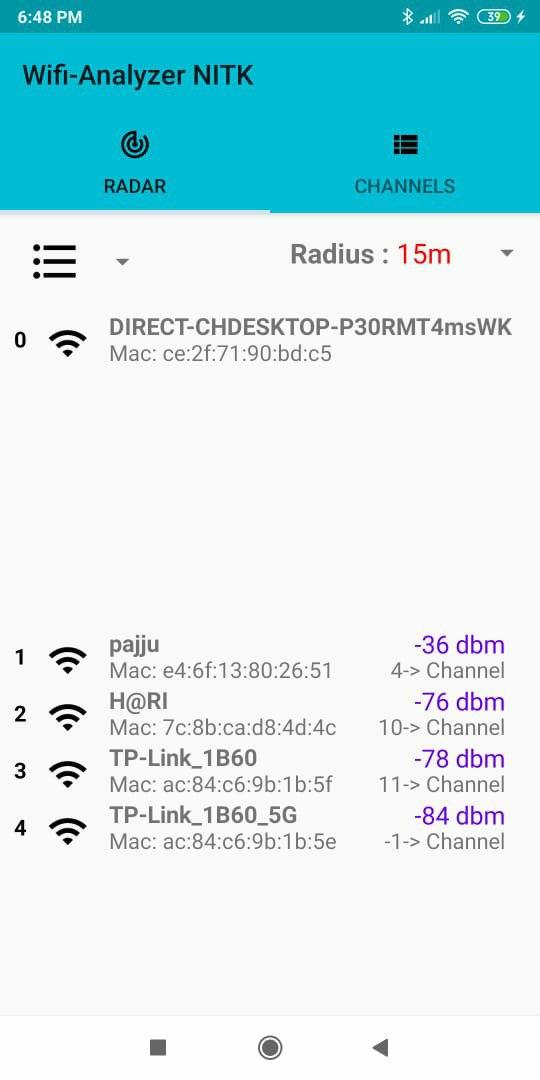 6:48 PM
39
Wifi-Analyzer NITK
RADAR
CHANNELS
Radius : 15m
0
DIRECT-CHDESKTOP-P30RMT4msWK
Mac: ce:2f:71:90:bd:c5
1
pajju
-36 dbm
Mac: e4:6f:13:80:26:51
4-> Channel
2
H@RI
-76 dbm
Mac: 7c:8b:ca:d8:4d:4c
10-> Channel
3
TP-Link_1B60
-78 dbm
Mac: ac:84:c6:9b:1b:5f
11-> Channel
4
TP-Link_1B60_5G
-84 dbm
Mac: ac:84:c6:9b:1b:5e
-1-> Channel